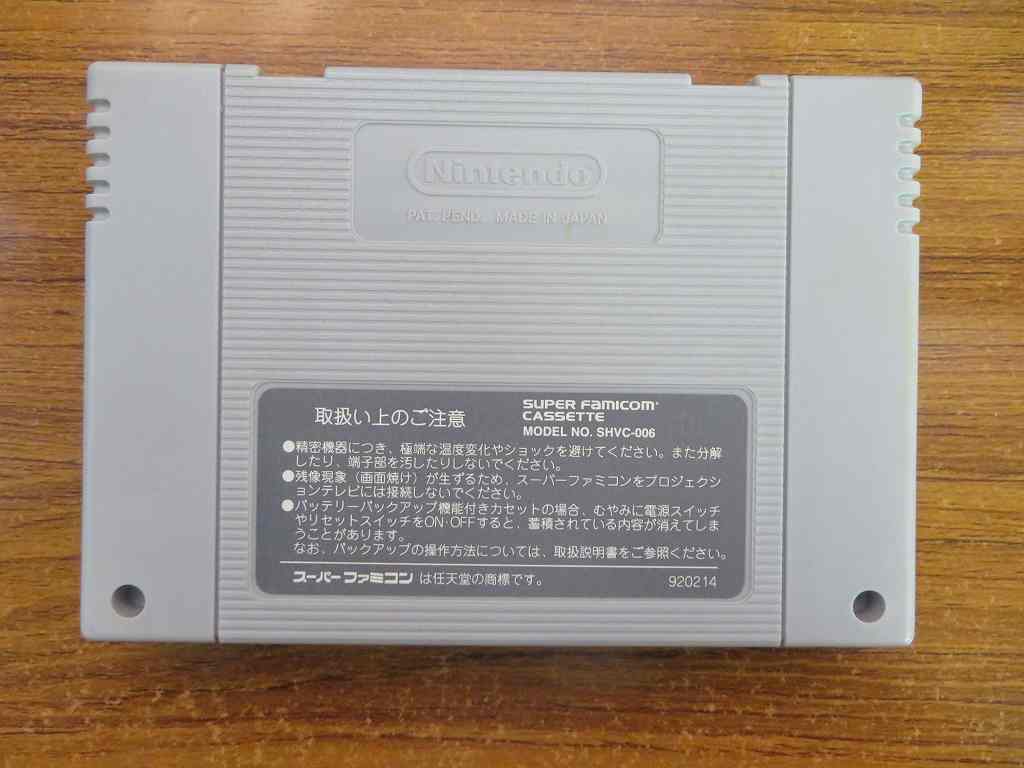 Nintendo
PAT. PEND. MADE IN JAPAN
取扱い上のご注意
SUPER FAMICOM
CASSETTE
MODEL NO. SHVC-006
●精密機器につき、極端な温度変化やショックを避けてください。また分解
したり、端子部を汚したりしないでください。
●残像現象（画面焼け）が生ずるため、スーパーファミコンをプロジェクシ
ョンテレビには接続しないでください。
●バッテリーバックアップ機能付きカセットの場合、むやみに電源スイッチ
やリセットスイッチをON・OFFすると、蓄積されている内容が消えてしま
うことがあります。
なお、バックアップの操作方法については、取扱説明書をご参照ください。
スーパーファミコン は任天堂の商標です。
920214